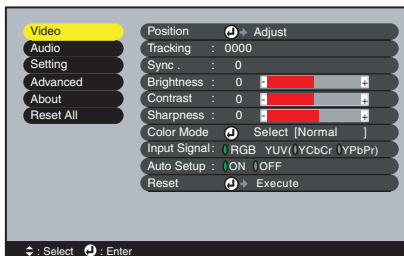 Video
Audio
Setting
Advanced
About
Reset All
Position Adjust
Tracking : 0000
Sync . : 0
Brightness : 0 - +
Contrast : 0 - +
Sharpness : 0 - +
Color Mode Select [Normal ]
Input Signal: RGB YUV( YCbCr YPbPr)
Auto Setup : ON OFF
Reset Execute
: Select : Enter